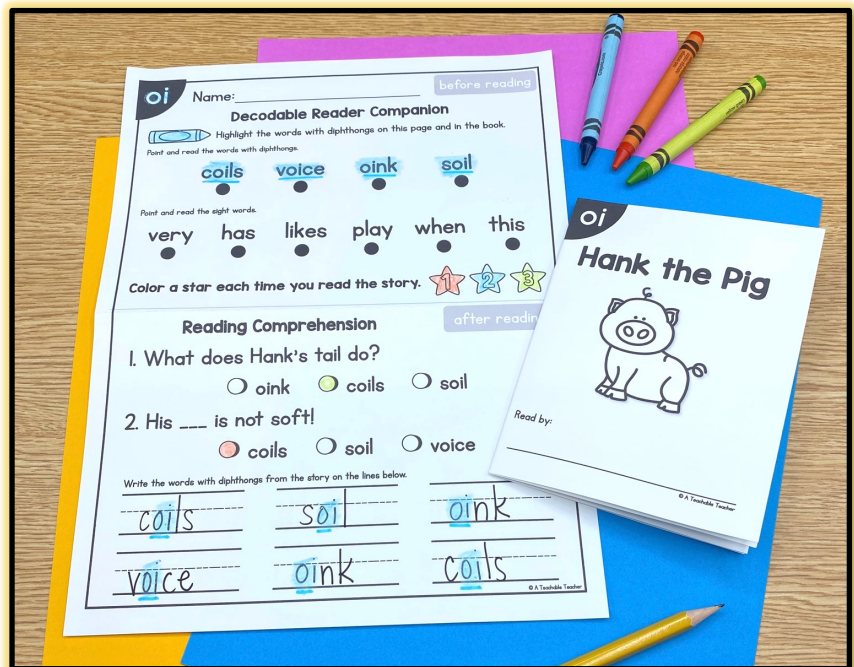 oi
Name:
before reading
Decodable Reader Companion
Highlight the words with diphthongs on this page and in the book.
Point and read the words with diphthongs.
coils voice oink soil
Point and read the sight words.
very has likes play when this
Color a star each time you read the story. 1 2 3
Reading Comprehension
after readin
1. What does Hank's tail do?
oink coils soil
2. His ___ is not soft!
coils soil voice
Write the words with diphthongs from the story on the lines below.
coils soil oink
voice oink coils
© A Teachable Teacher
oi
Hank the Pig
Read by:
© A Teachable Teacher